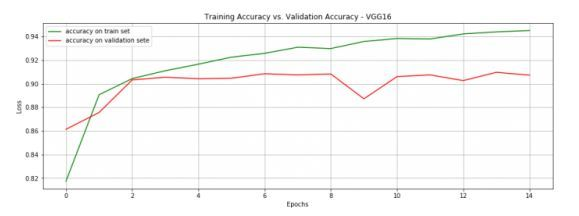 Training Accuracy vs. Validation Accuracy - VGG16
accuracy on train set
accuracy on validation sete
0.94
0.92
0.90
0.88
0.86
0.84
0.82
Loss
0 2 4 6 8 10 12 14
Epochs